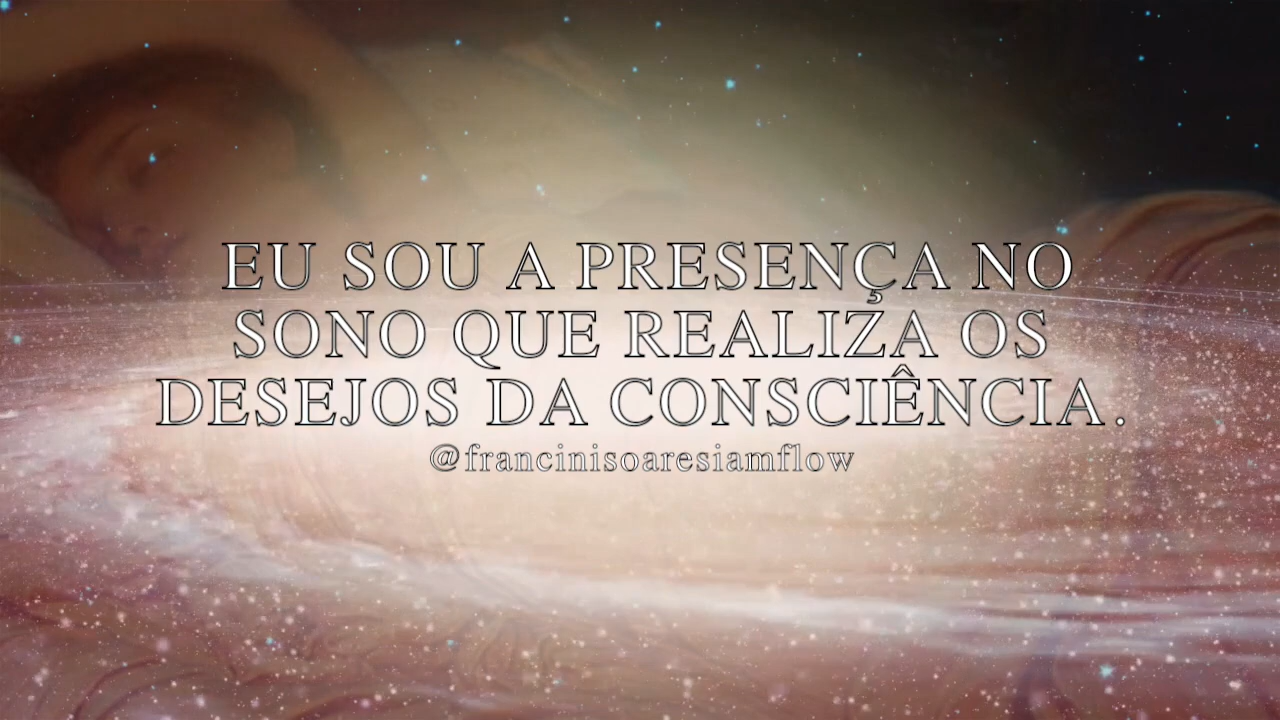 EU SOU A PRESENÇA NO
SONO QUE REALIZA OS
DESEJOS DA CONSCIÊNCIA.
@francinisoaresiamflow